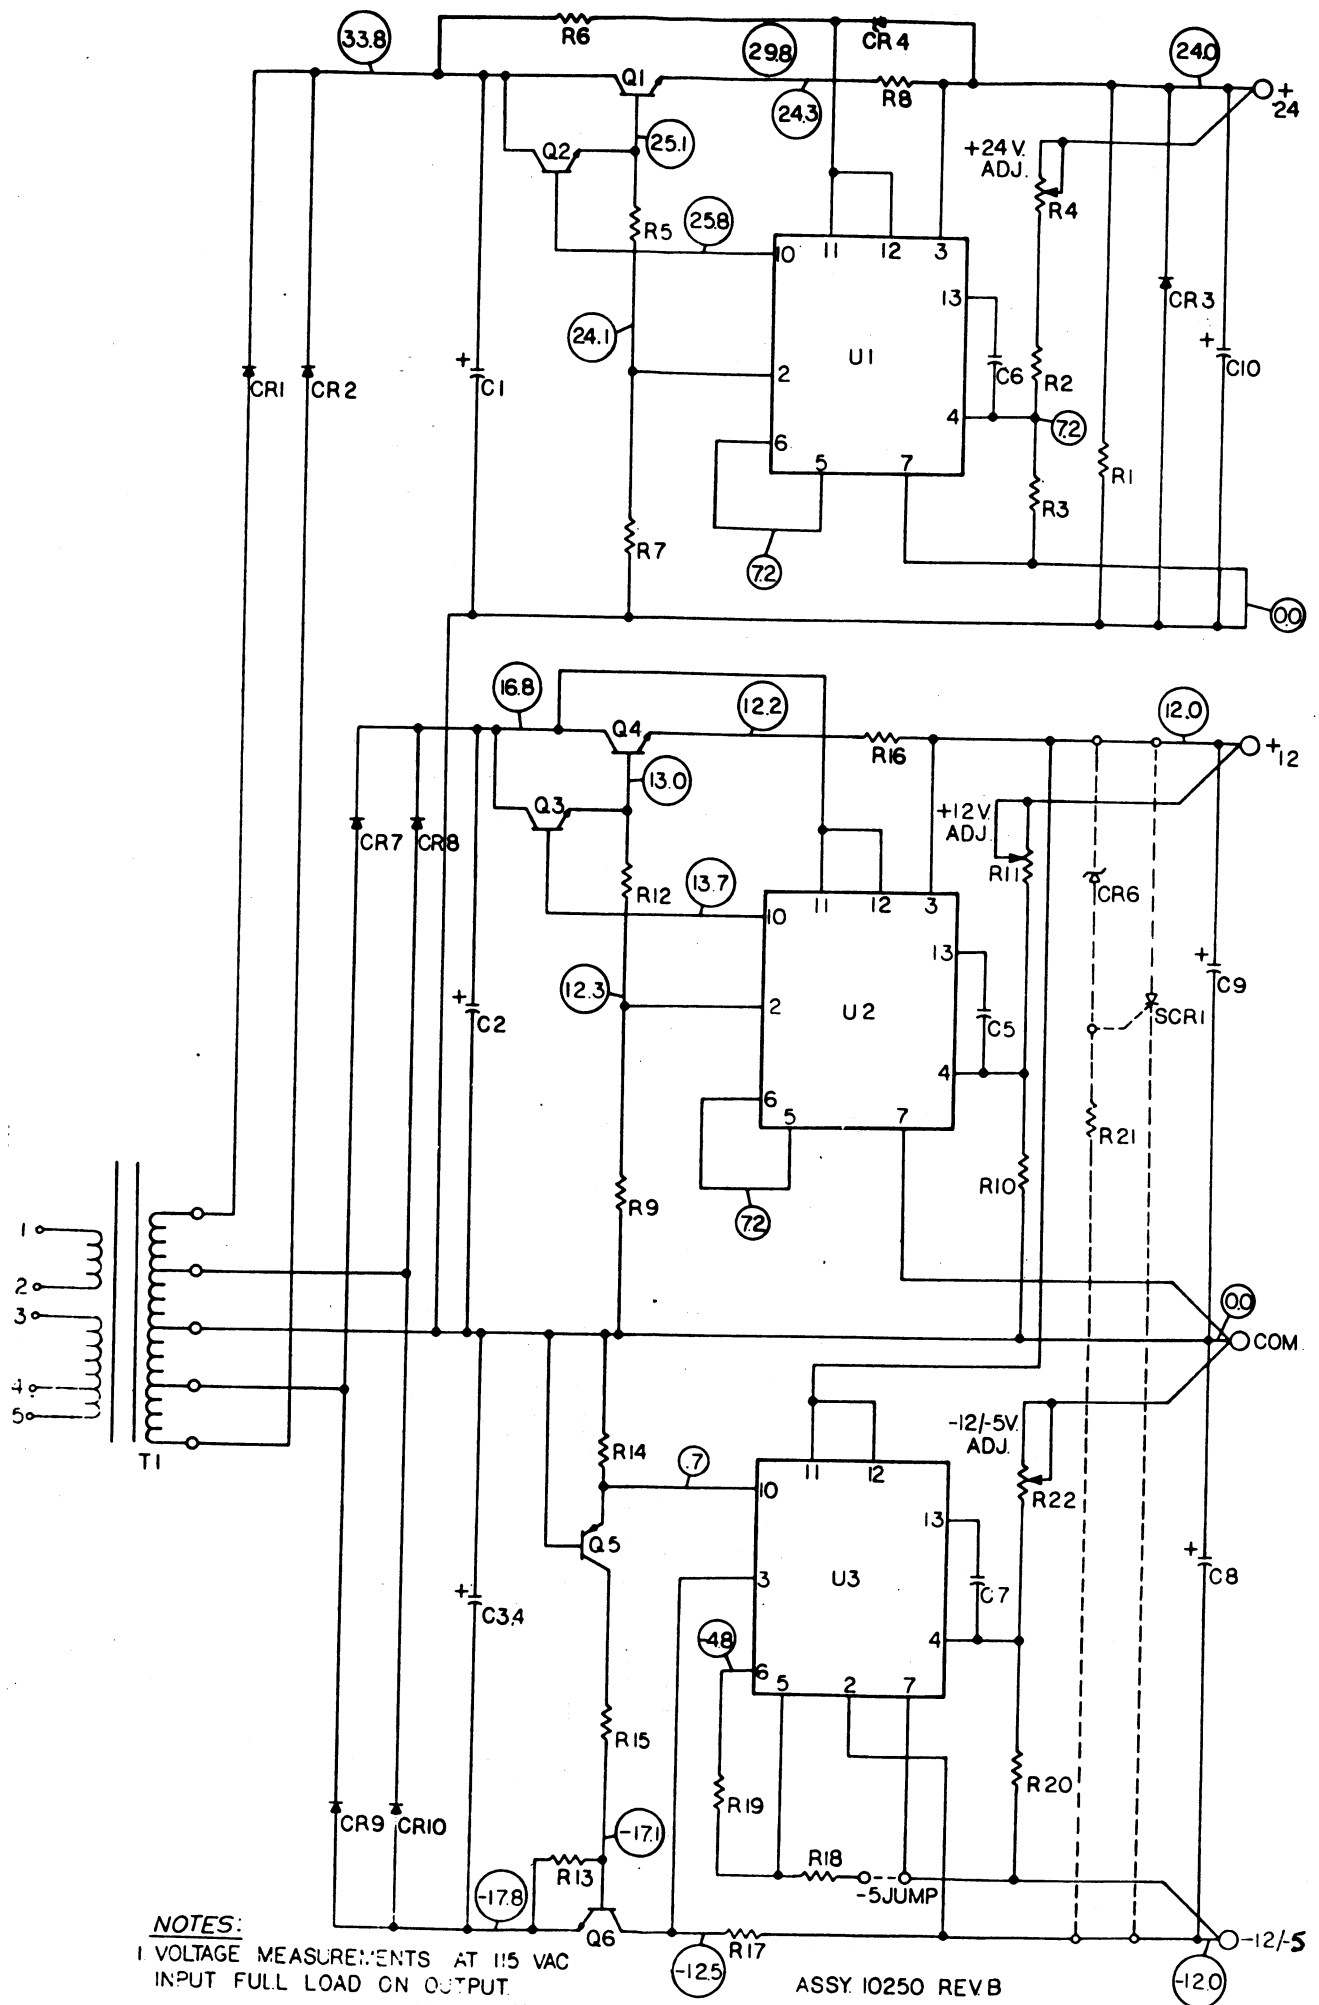 33.8
R6
29.8
CR4
24.0
Q1
R8
+
24
24.3
25.1
Q2
+24V.
ADJ.
R4
R5
25.8
10
11
12
3
13
CR3
24.1
U1
C6
R2
+
C10
CR1
CR2
+
C1
2
4
7.2
6
5
7
R1
R3
R7
7.2
0.0
16.8
12.2
12.0
Q4
R16
+12
13.0
Q3
+12V.
ADJ.
CR7
CR8
R11
R12
13.7
CR6
10
11
12
3
13
+
C9
12.3
+
C2
2
U2
C5
SCR1
4
6
5
7
R21
R9
R10
7.2
1
2
3
4
5
T1
0.0
COM.
-12/-5V.
ADJ.
R14
.7
11
12
10
R22
13
Q5
3
U3
C7
+
C8
+
C3,4
-4.8
4
6
5
2
7
R15
R19
R20
CR9
CR10
-17.1
R13
R18
-5JUMP
-17.8
Q6
R17
-12/-5
-12.5
-12.0
NOTES:
1. VOLTAGE MEASUREMENTS AT 115 VAC
INPUT FULL LOAD ON OUTPUT.
ASSY. 10250 REV.B